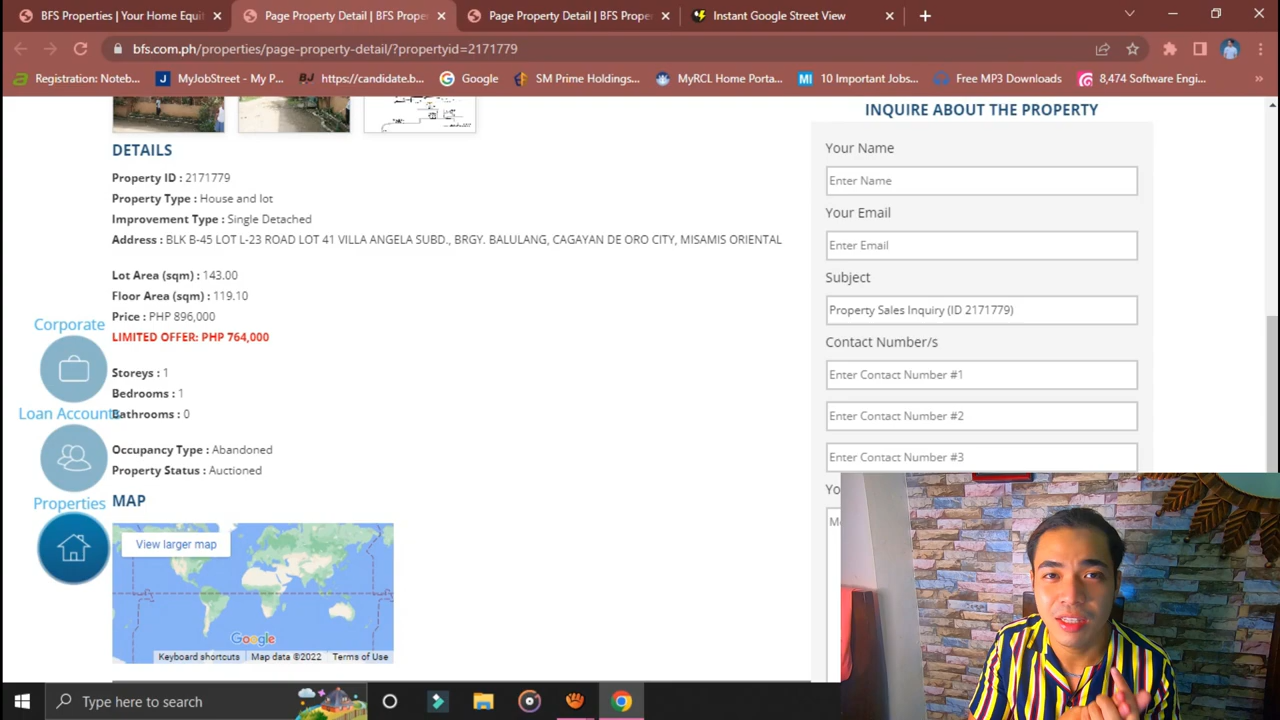 BFS Properties | Your Home Equi
Page Property Detail | BFS Prope
Page Property Detail | BFS Prope
Instant Google Street View
bfs.com.ph/properties/page-property-detail/?propertyid=2171779
Registration: Noteb...
MyJobStreet - My P...
https://candidate.b...
Google
SM Prime Holdings...
MyRCL Home Porta...
10 Important Jobs...
Free MP3 Downloads
8,474 Software Engi...
DETAILS
Property ID : 2171779
Property Type : House and lot
Improvement Type : Single Detached
Address : BLK B-45 LOT L-23 ROAD LOT 41 VILLA ANGELA SUBD., BRGY. BALULANG, CAGAYAN DE ORO CITY, MISAMIS ORIENTAL
Lot Area (sqm) : 143.00
Floor Area (sqm) : 119.10
Price : PHP 896,000
LIMITED OFFER: PHP 764,000
Storeys : 1
Bedrooms : 1
Bathrooms : 0
Occupancy Type : Abandoned
Property Status : Auctioned
MAP
View larger map
Google
Keyboard shortcuts
Map data ©2022
Terms of Use
Corporate
Loan Account
Properties
INQUIRE ABOUT THE PROPERTY
Your Name
Enter Name
Your Email
Enter Email
Subject
Property Sales Inquiry (ID 2171779)
Contact Number/s
Enter Contact Number #1
Enter Contact Number #2
Enter Contact Number #3
Yo
Type here to search